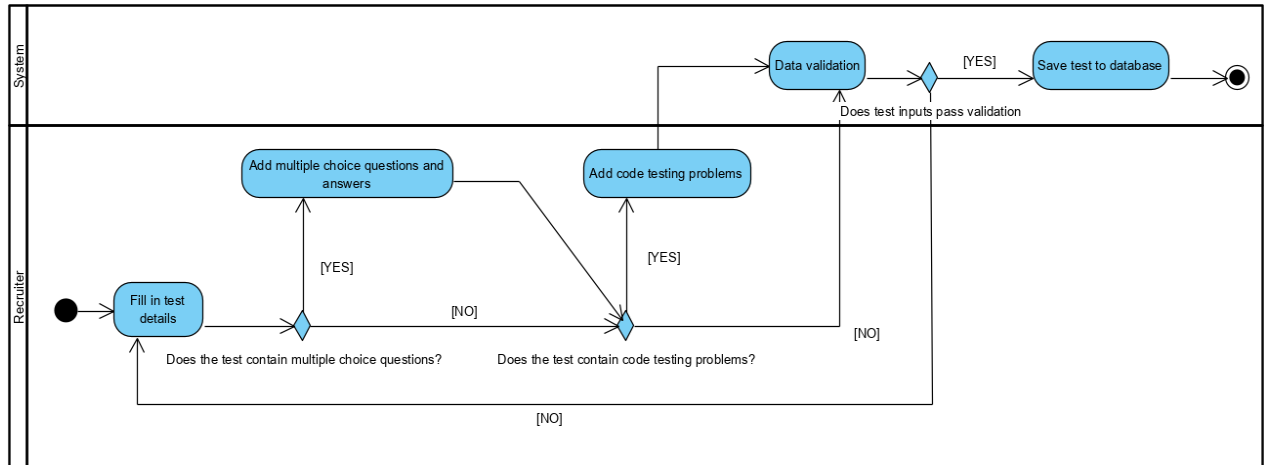 System
Data validation
[YES]
Save test to database
Does test inputs pass validation
Recruiter
Add multiple choice questions and
answers
Add code testing problems
[YES]
[YES]
Fill in test
details
[NO]
[NO]
Does the test contain multiple choice questions?
Does the test contain code testing problems?
[NO]